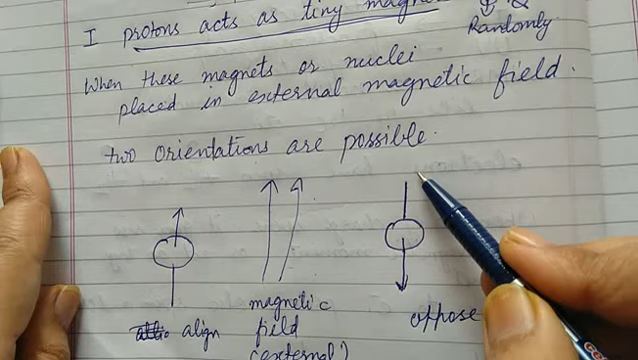 I protons acts as tiny magne
Randomly
When these magnets or nuclei
placed in external magnetic field.
two orientations are possible.
align
magnetic
field
(external)
oppose